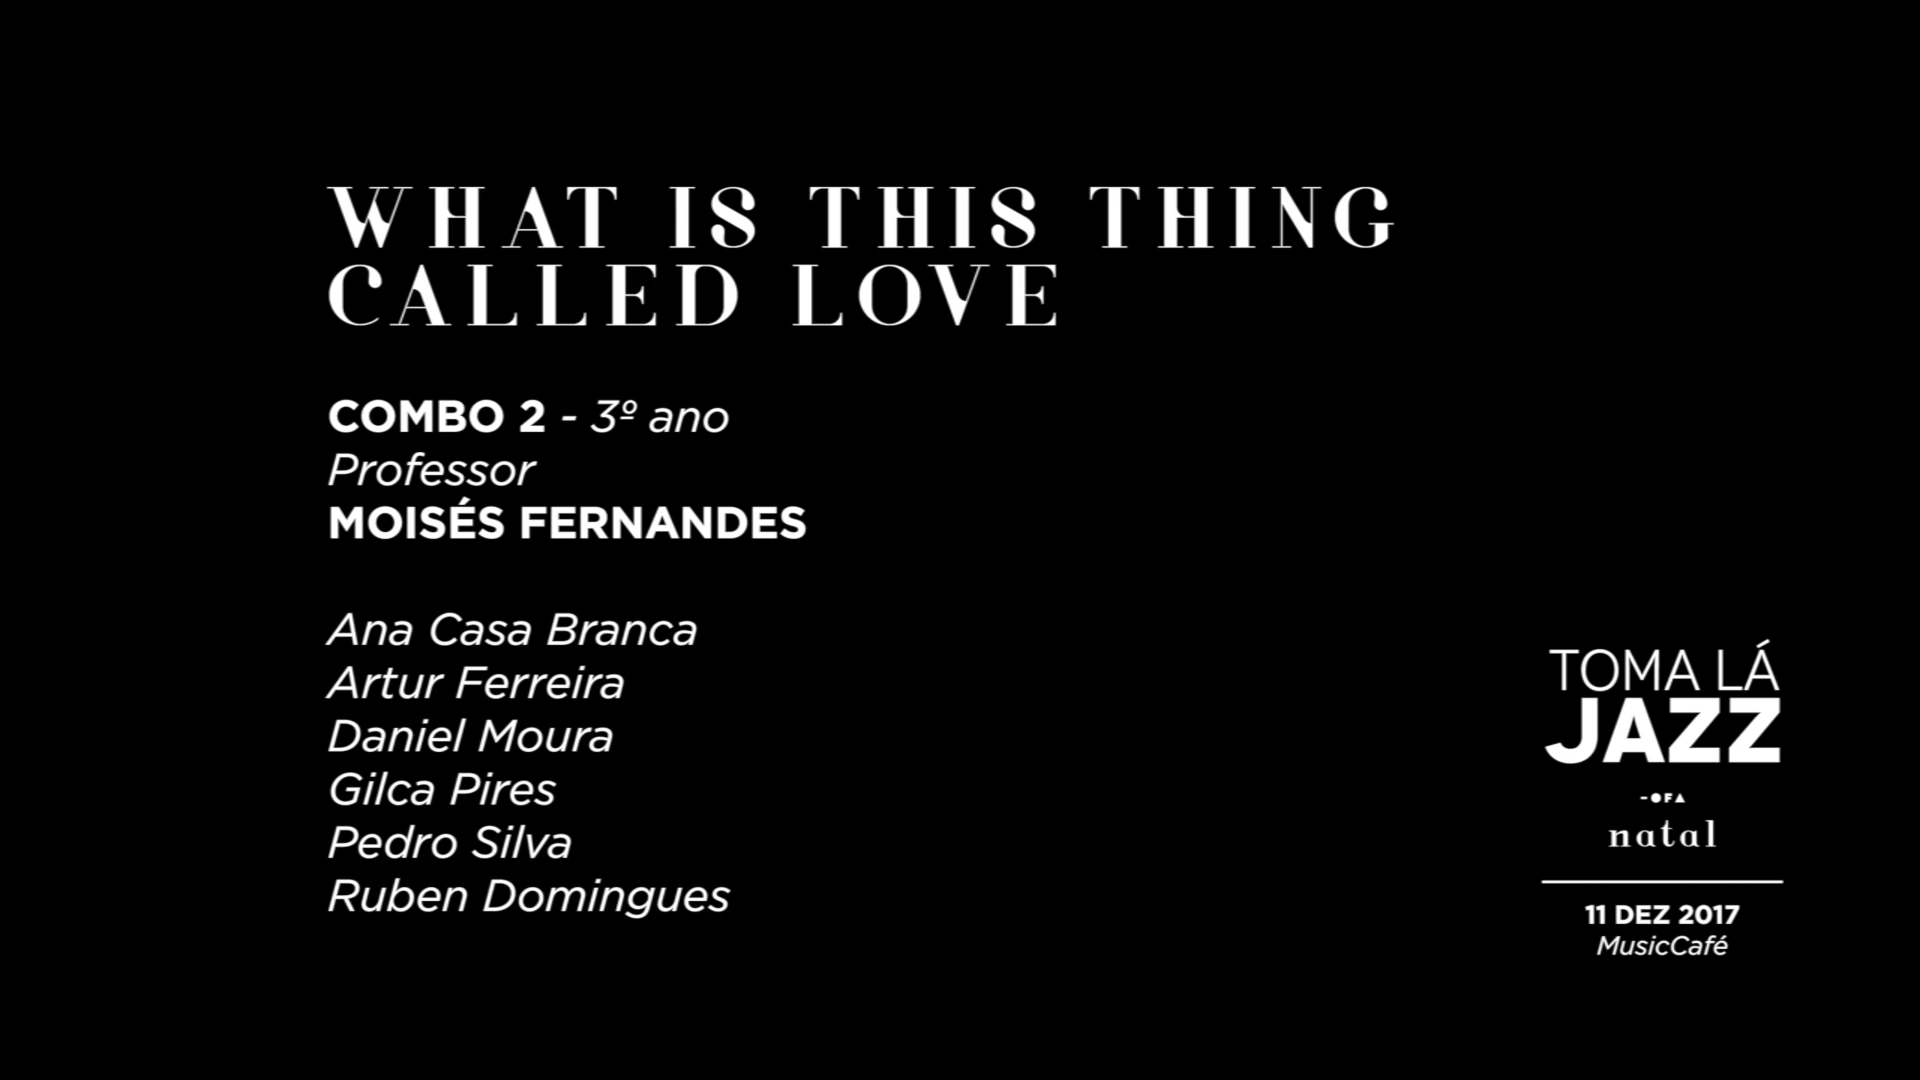 WHAT IS THIS THING
CALLED LOVE
COMBO 2 - 3º ano
Professor
MOISÉS FERNANDES
Ana Casa Branca
Artur Ferreira
Daniel Moura
Gilca Pires
Pedro Silva
Ruben Domingues
TOMA LÁ
JAZZ
-OFA
natal
11 DEZ 2017
MusicCafé